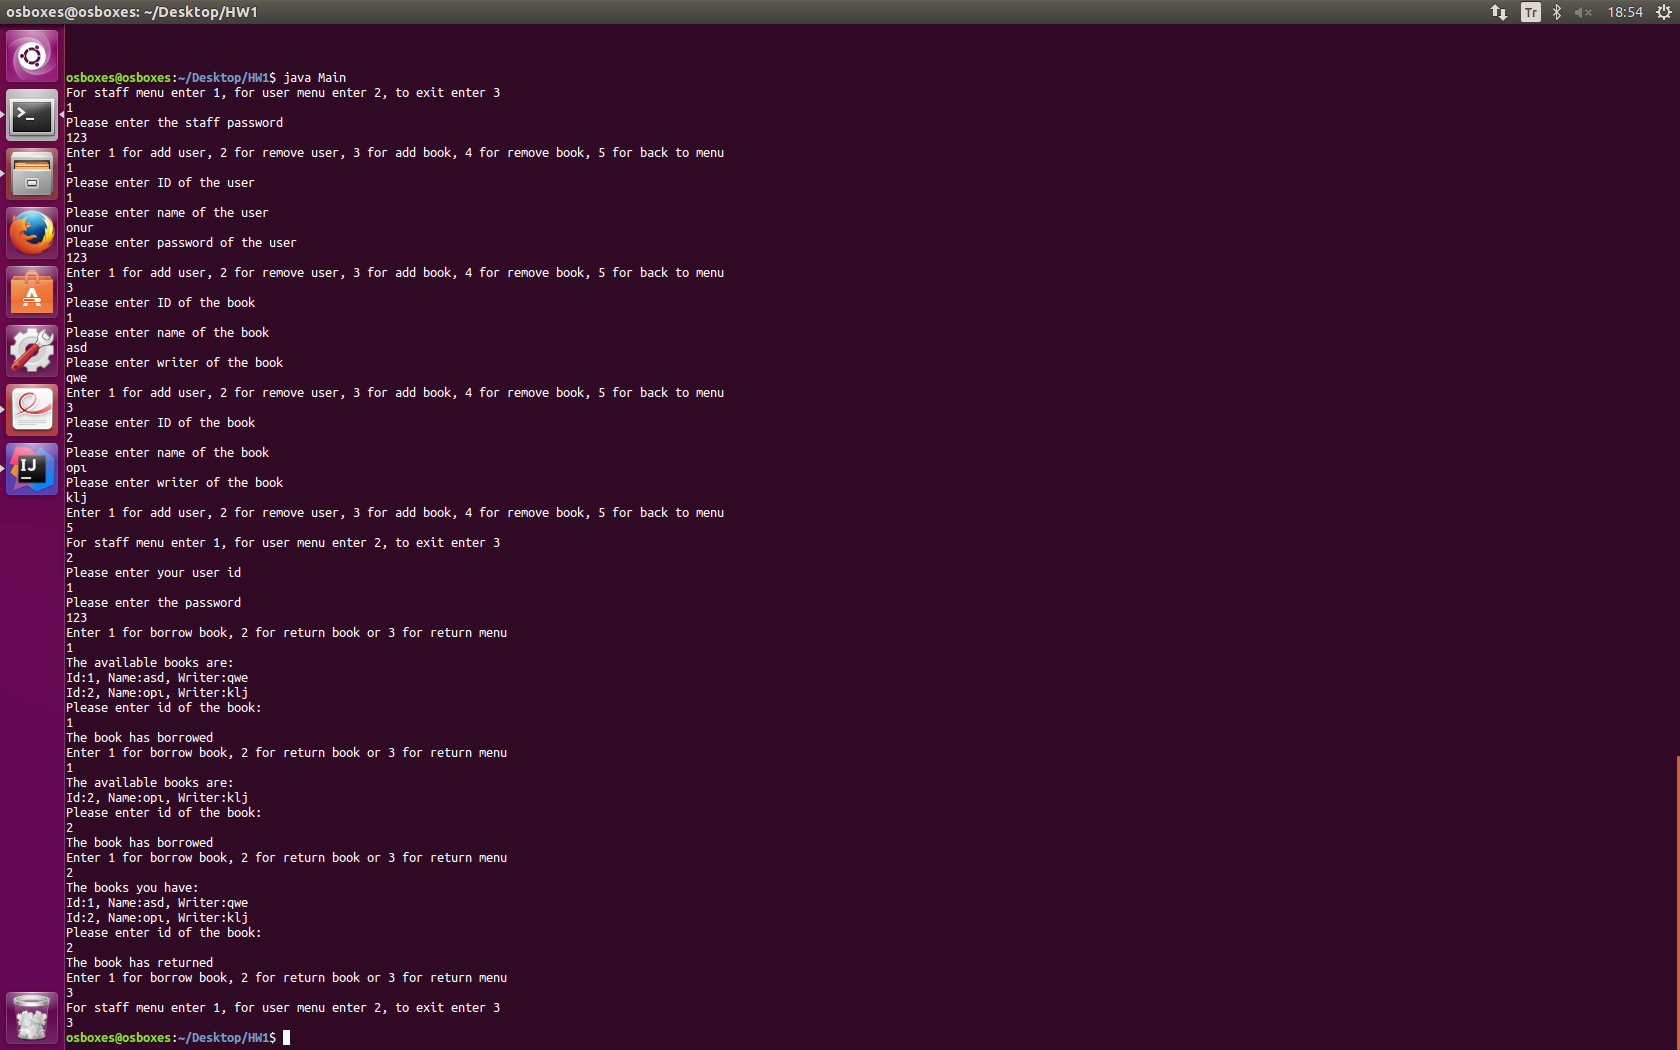 osboxes@osboxes: ~/Desktop/HW1
Tr
18:54
osboxes@osboxes:~/Desktop/HW1$ java Main
For staff menu enter 1, for user menu enter 2, to exit enter 3
1
Please enter the staff password
123
Enter 1 for add user, 2 for remove user, 3 for add book, 4 for remove book, 5 for back to menu
1
Please enter ID of the user
1
Please enter name of the user
onur
Please enter password of the user
123
Enter 1 for add user, 2 for remove user, 3 for add book, 4 for remove book, 5 for back to menu
3
Please enter ID of the book
1
Please enter name of the book
asd
Please enter writer of the book
qwe
Enter 1 for add user, 2 for remove user, 3 for add book, 4 for remove book, 5 for back to menu
3
Please enter ID of the book
2
Please enter name of the book
opı
Please enter writer of the book
klj
Enter 1 for add user, 2 for remove user, 3 for add book, 4 for remove book, 5 for back to menu
5
For staff menu enter 1, for user menu enter 2, to exit enter 3
2
Please enter your user id
1
Please enter the password
123
Enter 1 for borrow book, 2 for return book or 3 for return menu
1
The available books are:
Id:1, Name:asd, Writer:qwe
Id:2, Name:opı, Writer:klj
Please enter id of the book:
1
The book has borrowed
Enter 1 for borrow book, 2 for return book or 3 for return menu
1
The available books are:
Id:2, Name:opı, Writer:klj
Please enter id of the book:
2
The book has borrowed
Enter 1 for borrow book, 2 for return book or 3 for return menu
2
The books you have:
Id:1, Name:asd, Writer:qwe
Id:2, Name:opı, Writer:klj
Please enter id of the book:
2
The book has returned
Enter 1 for borrow book, 2 for return book or 3 for return menu
3
For staff menu enter 1, for user menu enter 2, to exit enter 3
3
osboxes@osboxes:~/Desktop/HW1$
IJ